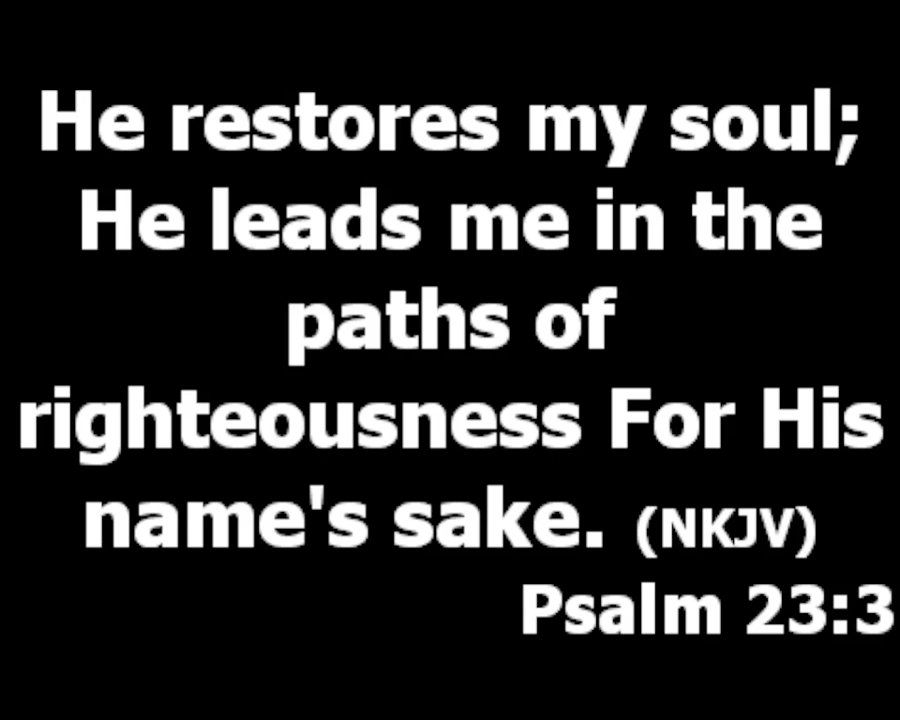 He restores my soul;
He leads me in the
paths of
righteousness For His
name's sake. (NKJV)
Psalm 23:3